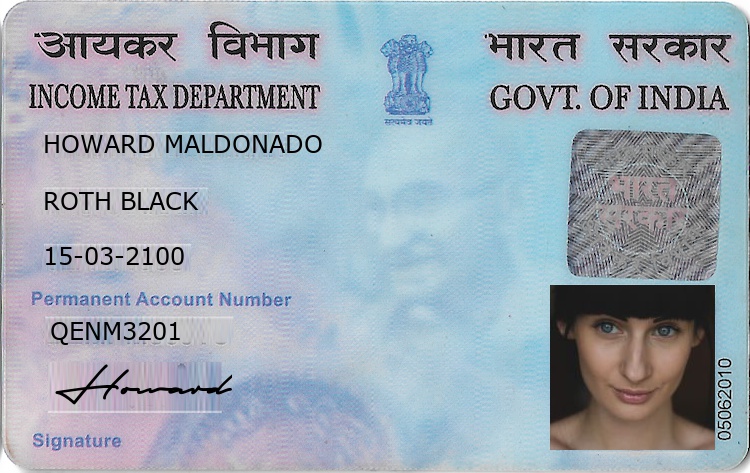 आयकर विभाग
भारत सरकार
INCOME TAX DEPARTMENT
GOVT. OF INDIA
सत्यमेव जयते
HOWARD MALDONADO
ROTH BLACK
15-03-2100
भारत
सरकार
Permanent Account Number
QENM3201
Howard
Signature
05062010